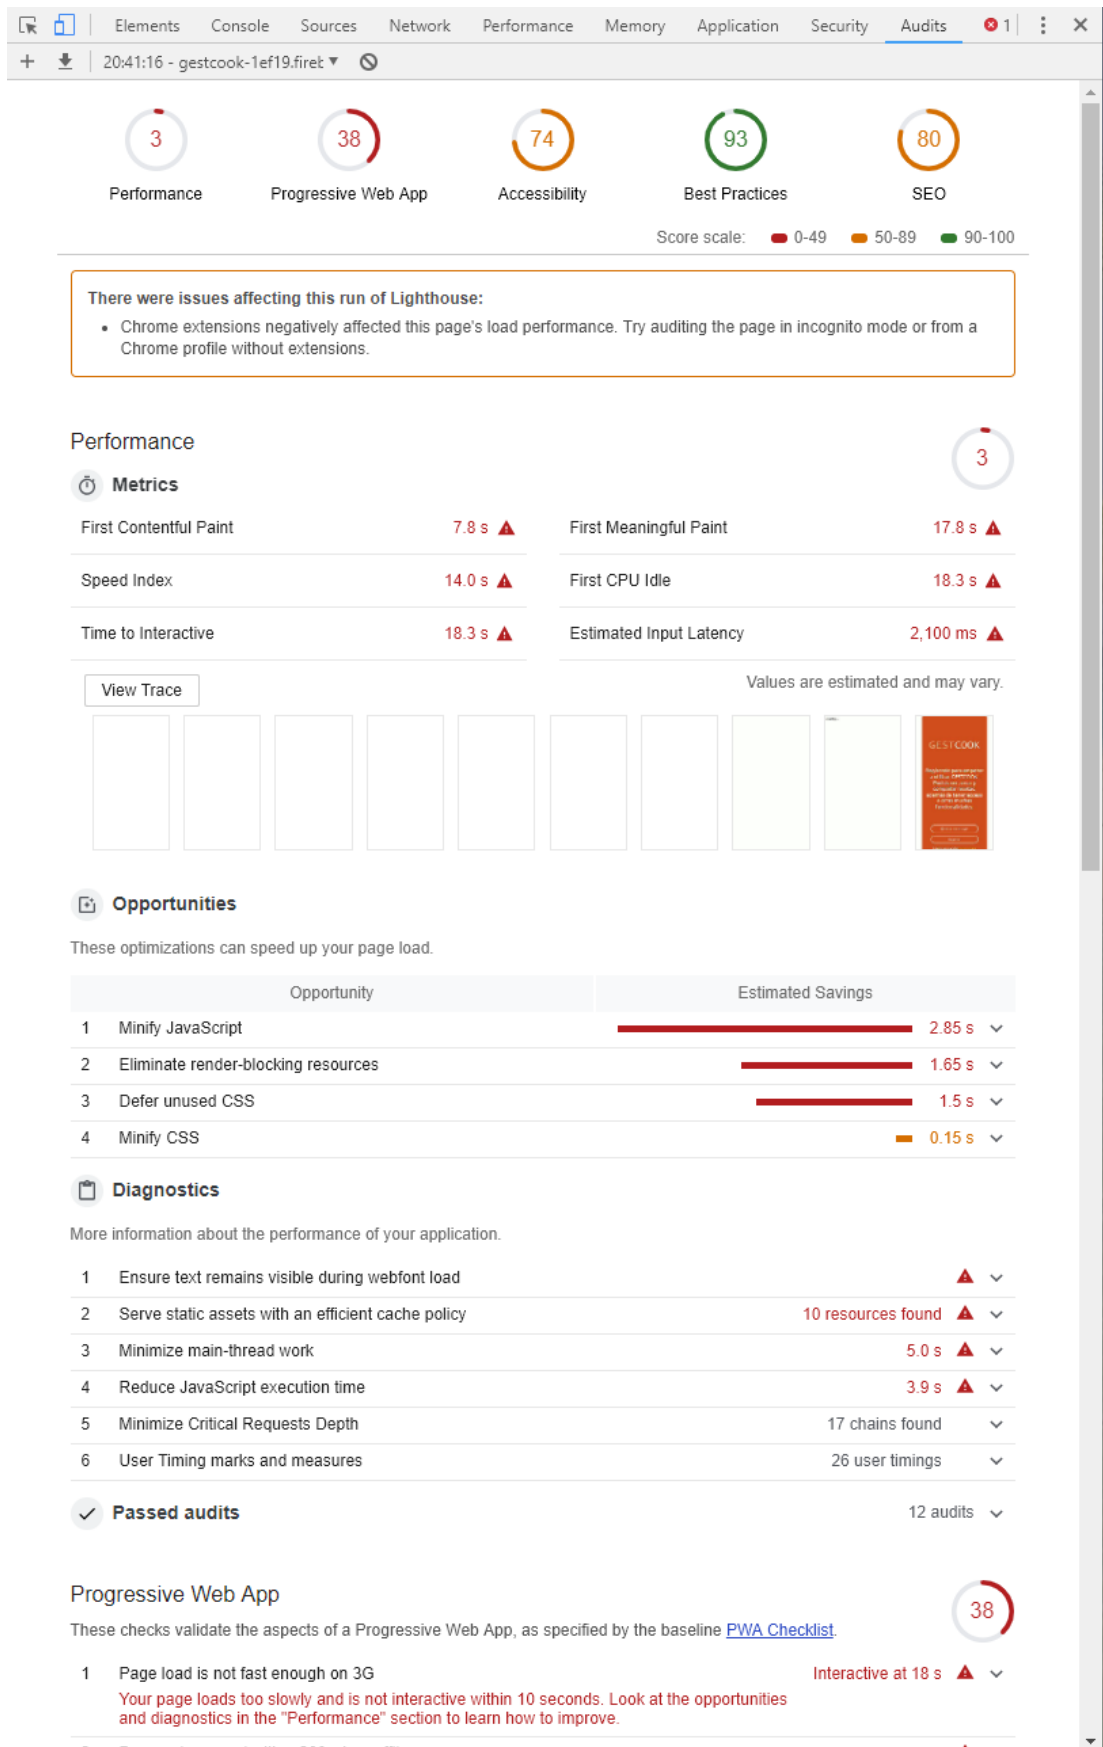 Elements Console Sources Network Performance Memory Application Security Audits 1
20:41:16 - gestcook-1ef19.fireb
3 38 74 93 80
Performance Progressive Web App Accessibility Best Practices SEO
Score scale: 0-49 50-89 90-100
There were issues affecting this run of Lighthouse:
• Chrome extensions negatively affected this page's load performance. Try auditing the page in incognito mode or from a
Chrome profile without extensions.
Performance
3
Metrics
First Contentful Paint 7.8 s First Meaningful Paint 17.8 s
Speed Index 14.0 s First CPU Idle 18.3 s
Time to Interactive 18.3 s Estimated Input Latency 2,100 ms
View Trace Values are estimated and may vary.
GESTCOOK
Opportunities
These optimizations can speed up your page load.
Opportunity Estimated Savings
1 Minify JavaScript 2.85 s
2 Eliminate render-blocking resources 1.65 s
3 Defer unused CSS 1.5 s
4 Minify CSS 0.15 s
Diagnostics
More information about the performance of your application.
1 Ensure text remains visible during webfont load
2 Serve static assets with an efficient cache policy 10 resources found
3 Minimize main-thread work 5.0 s
4 Reduce JavaScript execution time 3.9 s
5 Minimize Critical Requests Depth 17 chains found
6 User Timing marks and measures 26 user timings
Passed audits 12 audits
Progressive Web App
38
These checks validate the aspects of a Progressive Web App, as specified by the baseline PWA Checklist.
1 Page load is not fast enough on 3G Interactive at 18 s
Your page loads too slowly and is not interactive within 10 seconds. Look at the opportunities
and diagnostics in the "Performance" section to learn how to improve.